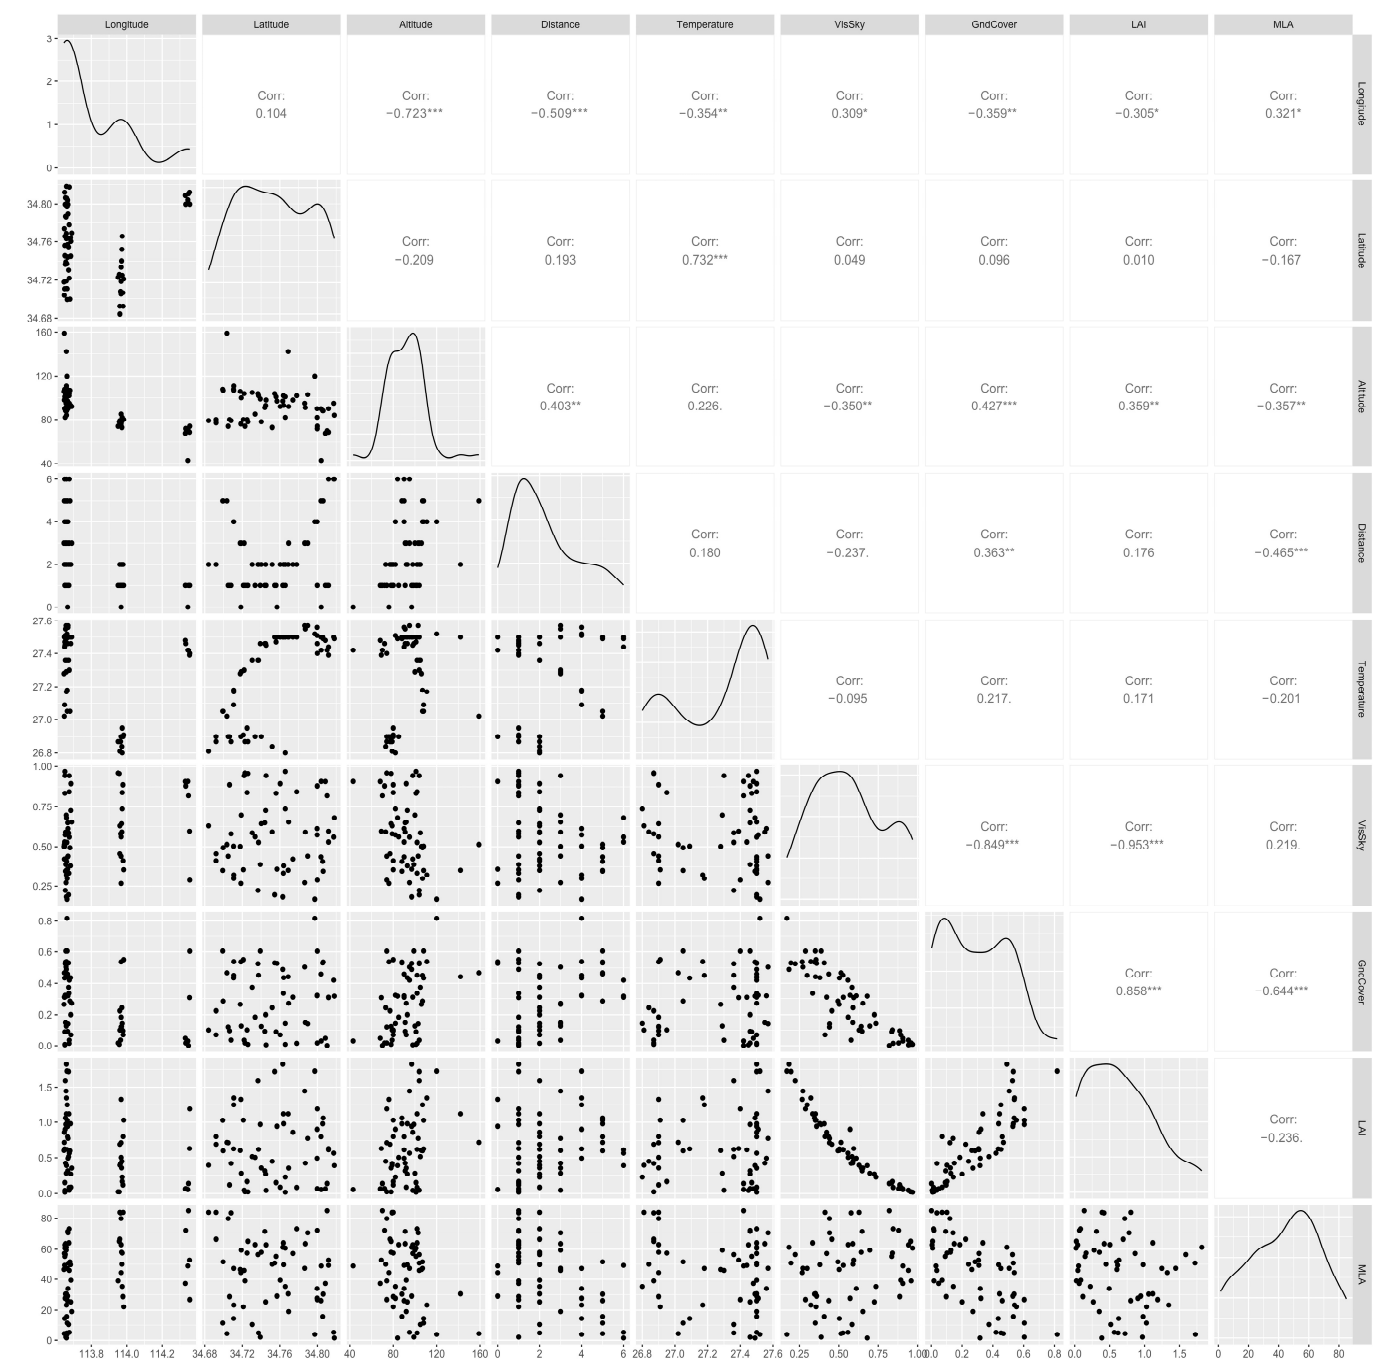 Longitude Latitude Altitude Distance Temperature VisSky GndCover LAI MLA
3
2
1
0
Corr:
0.104
Corr:
−0.723***
Corr:
−0.509***
Corr:
−0.354**
Corr:
0.309*
Corr:
−0.359**
Corr:
−0.305*
Corr:
0.321*
Longitude
34.80
34.76
34.72
34.68
Corr:
−0.209
Corr:
0.193
Corr:
0.732***
Corr:
0.049
Corr:
0.096
Corr:
0.010
Corr:
−0.167
Latitude
160
120
80
40
Corr:
0.403**
Corr:
0.226.
Corr:
−0.350**
Corr:
0.427***
Corr:
0.359**
Corr:
−0.357**
Altitude
6
4
2
0
Corr:
0.180
Corr:
−0.237.
Corr:
0.363**
Corr:
0.176
Corr:
−0.465***
Distance
27.6
27.4
27.2
27.0
26.8
Corr:
−0.095
Corr:
0.217.
Corr:
0.171
Corr:
−0.201
Temperature
1.00
0.75
0.50
0.25
Corr:
−0.849***
Corr:
−0.953***
Corr:
0.219.
VisSky
0.8
0.6
0.4
0.2
0.0
Corr:
0.858***
Corr:
−0.644***
GndCover
1.5
1.0
0.5
0.0
Corr:
−0.236.
LAI
80
60
40
20
0
MLA
113.8 114.0 114.2 34.68 34.72 34.76 34.80 40 80 120 160 0 2 4 6 26.8 27.0 27.2 27.4 27.6 0.25 0.50 0.75 1.00 0.0 0.2 0.4 0.6 0.8 0.0 0.5 1.0 1.5 0 20 40 60 80